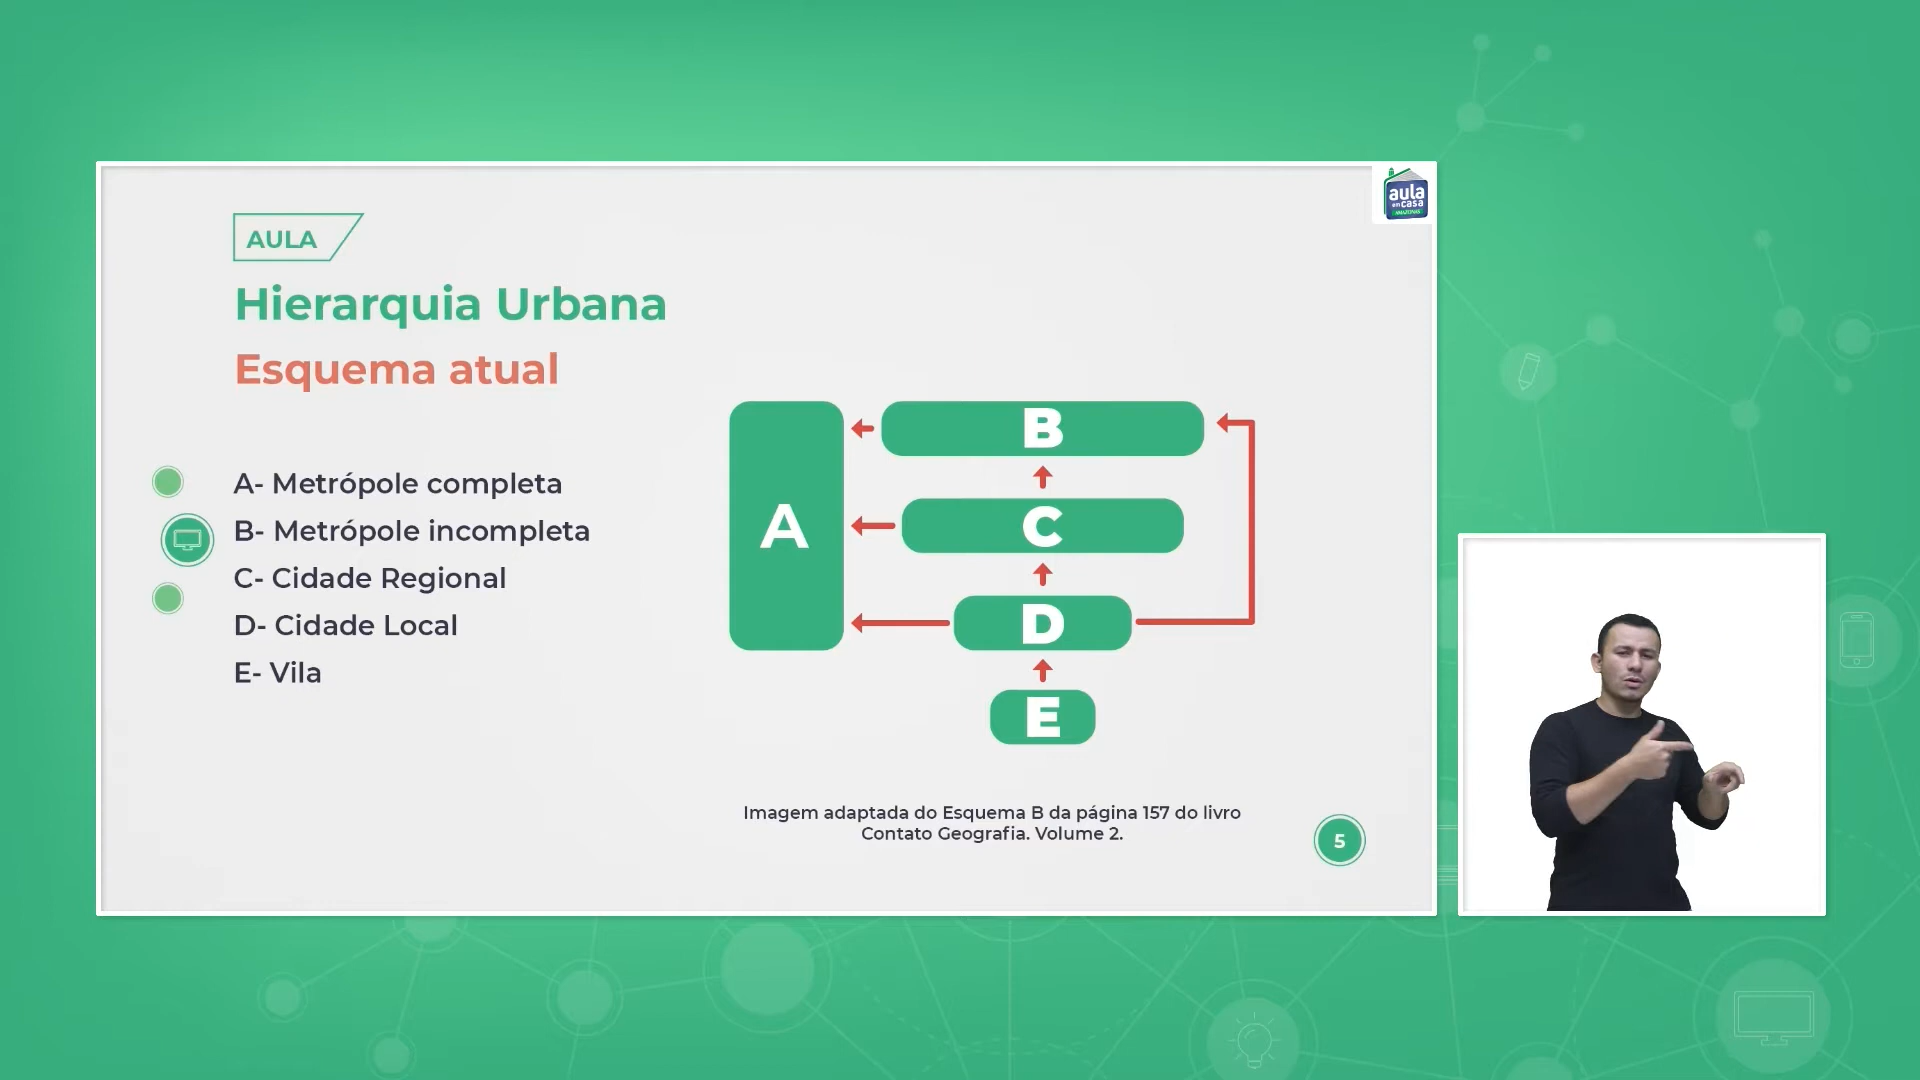 aula
em casa
AMAZONAS
AULA
Hierarquia Urbana
Esquema atual
A- Metrópole completa
B- Metrópole incompleta
C- Cidade Regional
D- Cidade Local
E- Vila
A
B
C
D
E
Imagem adaptada do Esquema B da página 157 do livro
Contato Geografia. Volume 2.
5